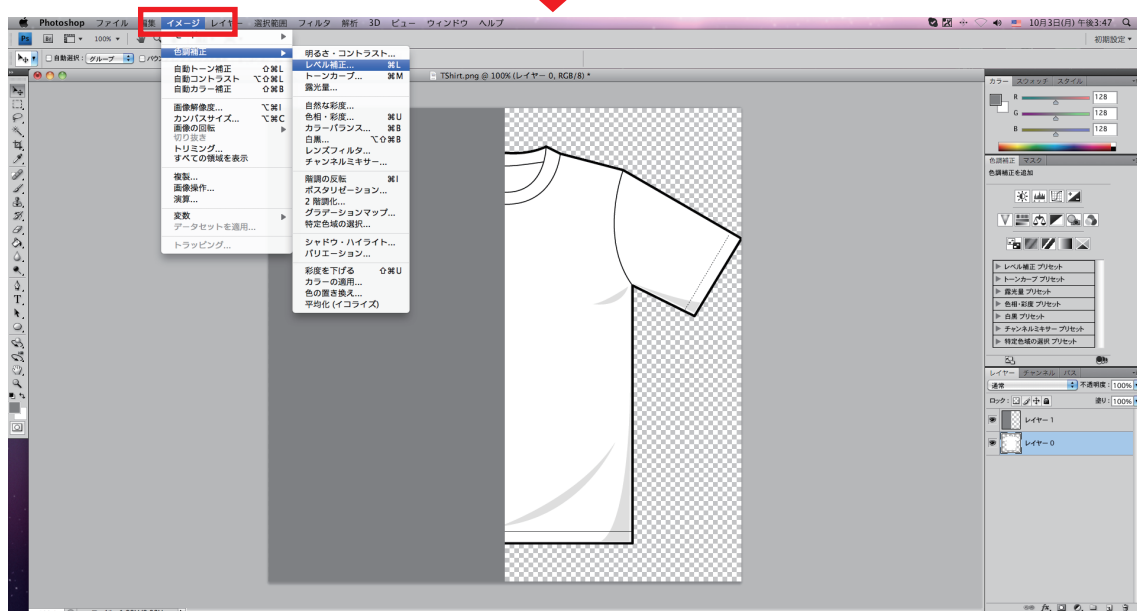 Photoshop ファイル 編集 イメージ レイヤー 選択範囲 フィルタ 解析 3D ビュー ウィンドウ ヘルプ
10月3日(月) 午後3:47
Ps 100%
初期設定
自動選択: グループ
TShirt.png @ 100% (レイヤー 0, RGB/8) *
色調補正
自動トーン補正 ⇧⌘L
自動コントラスト ⌥⇧⌘L
自動カラー補正 ⇧⌘B
画像解像度... ⌥⌘I
カンバスサイズ... ⌥⌘C
画像の回転
切り抜き
トリミング...
すべての領域を表示
複製...
画像操作...
演算...
変数
データセットを適用...
トラッピング...
明るさ・コントラスト...
レベル補正... ⌘L
トーンカーブ... ⌘M
露光量...
自然な彩度...
色相・彩度... ⌘U
カラーバランス... ⌘B
白黒... ⌥⇧⌘B
レンズフィルタ...
チャンネルミキサー...
階調の反転 ⌘I
ポスタリゼーション...
2 階調化...
グラデーションマップ...
特定色域の選択...
シャドウ・ハイライト...
バリエーション...
彩度を下げる ⇧⌘U
カラーの適用...
色の置き換え...
平均化 (イコライズ)
カラー スウォッチ スタイル
R 128
G 128
B 128
色調補正 マスク
色調補正を追加
レベル補正 プリセット
トーンカーブ プリセット
露光量 プリセット
色相・彩度 プリセット
白黒 プリセット
チャンネルミキサー プリセット
特定色域の選択 プリセット
レイヤー チャンネル パス
通常 不透明度: 100%
ロック: 塗り: 100%
レイヤー 1
レイヤー 0